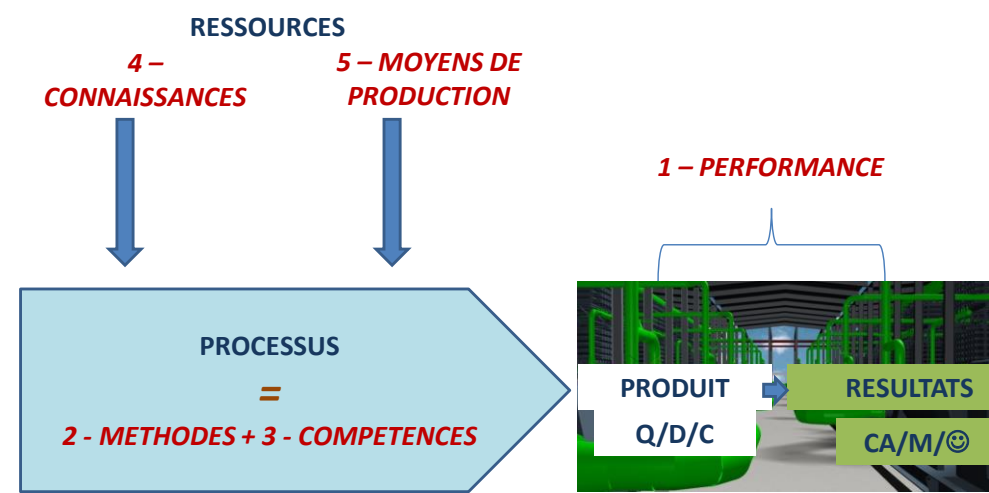 RESSOURCES
4 –
CONNAISSANCES
5 – MOYENS DE
PRODUCTION
1 – PERFORMANCE
PROCESSUS
=
2 - METHODES + 3 - COMPETENCES
PRODUIT
Q/D/C
RESULTATS
CA/M/☺